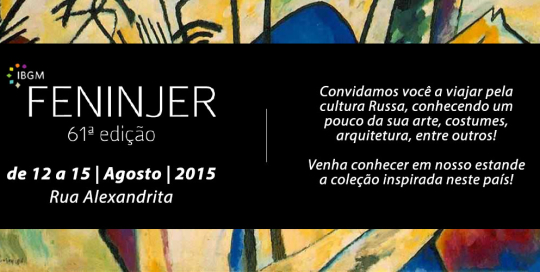 IBGM
FENINJER
61ª edição
de 12 a 15 | Agosto | 2015
Rua Alexandrita
Convidamos você a viajar pela
cultura Russa, conhecendo um
pouco da sua arte, costumes,
arquitetura, entre outros!
Venha conhecer em nosso estande
a coleção inspirada neste país!